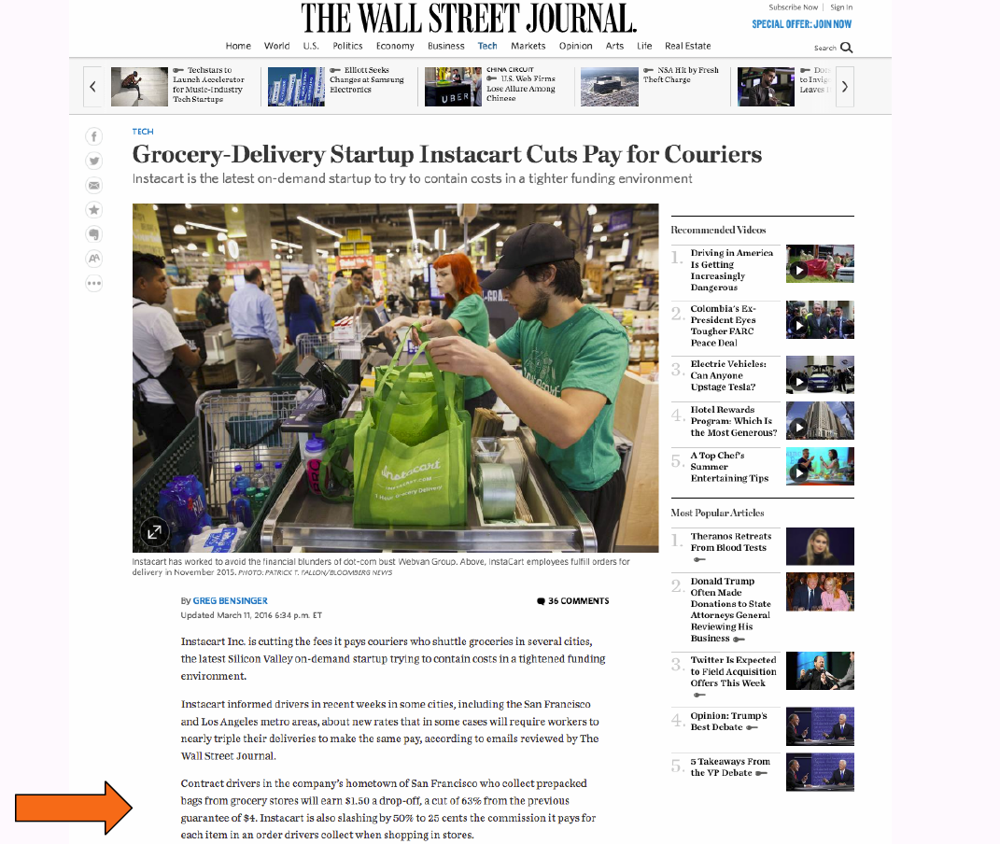 THE WALL STREET JOURNAL.
Subscribe Now | Sign In
SPECIAL OFFER: JOIN NOW
Home World U.S. Politics Economy Business Tech Markets Opinion Arts Life Real Estate
Search
Techstars to
Launch Accelerator
for Music-Industry
Tech Startups
Elliott Seeks
Changes at Samsung
Electronics
UBER
CHINA CIRCUIT
U.S. Web Firms
Lose Allure Among
Chinese
NSA Hit by Fresh
Theft Charge
to
Leaves
TECH
Grocery-Delivery Startup Instacart Cuts Pay for Couriers
Instacart is the latest on-demand startup to try to contain costs in a tighter funding environment
instacart
1 Hour Grocery Delivery
Instacart has worked to avoid the financial blunders of dot-com bust Webvan Group. Above, InstaCart employees fulfill orders for
delivery in November 2015. PHOTO: PATRICK T. FALLON/BLOOMBERG NEWS
By GREG BENSINGER
Updated March 11, 2016 6:34 p.m. ET
36 COMMENTS
Instacart Inc. is cutting the fees it pays couriers who shuttle groceries in several cities,
the latest Silicon Valley on-demand startup trying to contain costs in a tightened funding
environment.
Instacart informed drivers in recent weeks in some cities, including the San Francisco
and Los Angeles metro areas, about new rates that in some cases will require workers to
nearly triple their deliveries to make the same pay, according to emails reviewed by The
Wall Street Journal.
Contract drivers in the company's hometown of San Francisco who collect prepacked
bags from grocery stores will earn $1.50 a drop-off, a cut of 63% from the previous
guarantee of $4. Instacart is also slashing by 50% to 25 cents the commission it pays for
each item in an order drivers collect when shopping in stores.
Recommended Videos
1. Driving in America
Is Getting
Increasingly
Dangerous
2. Colombia's Ex-
President Eyes
Tougher FARC
Peace Deal
3. Electric Vehicles:
Can Anyone
Upstage Tesla?
4. Hotel Rewards
Program: Which Is
the Most Generous?
5. A Top Chef's
Summer
Entertaining Tips
Most Popular Articles
1. Theranos Retreats
From Blood Tests
2. Donald Trump
Often Made
Donations to State
Attorneys General
Reviewing His
Business
3. Twitter Is Expected
to Field Acquisition
Offers This Week
4. Opinion: Trump's
Best Debate
5. 5 Takeaways From
the VP Debate